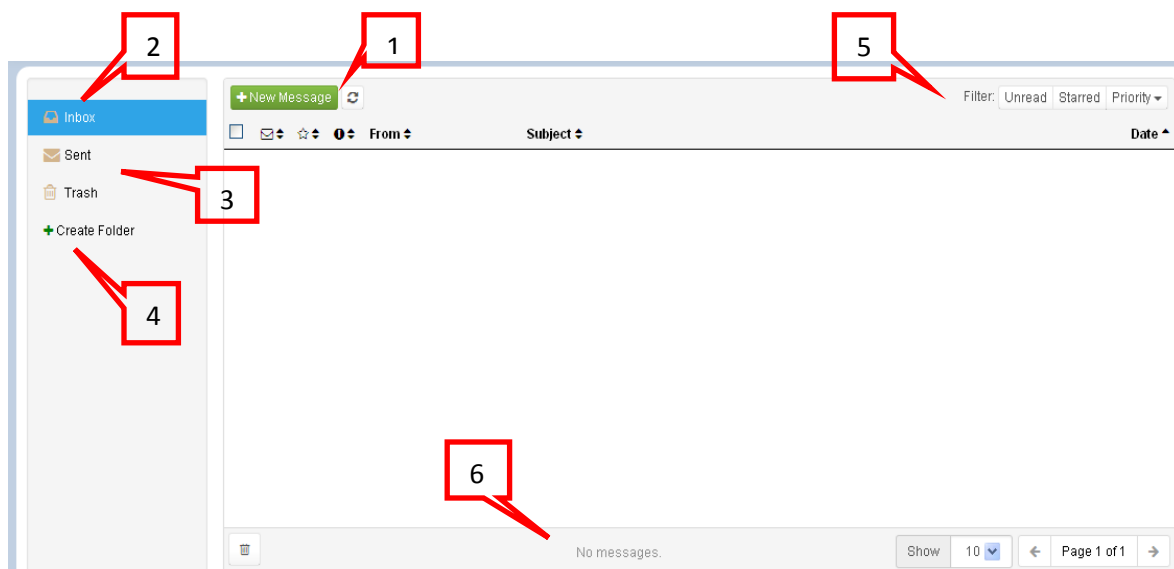 2
1
5
New Message
Filter: Unread Starred Priority
Inbox
From Subject Date
Sent
Trash
3
Create Folder
4
6
No messages.
Show 10 Page 1 of 1